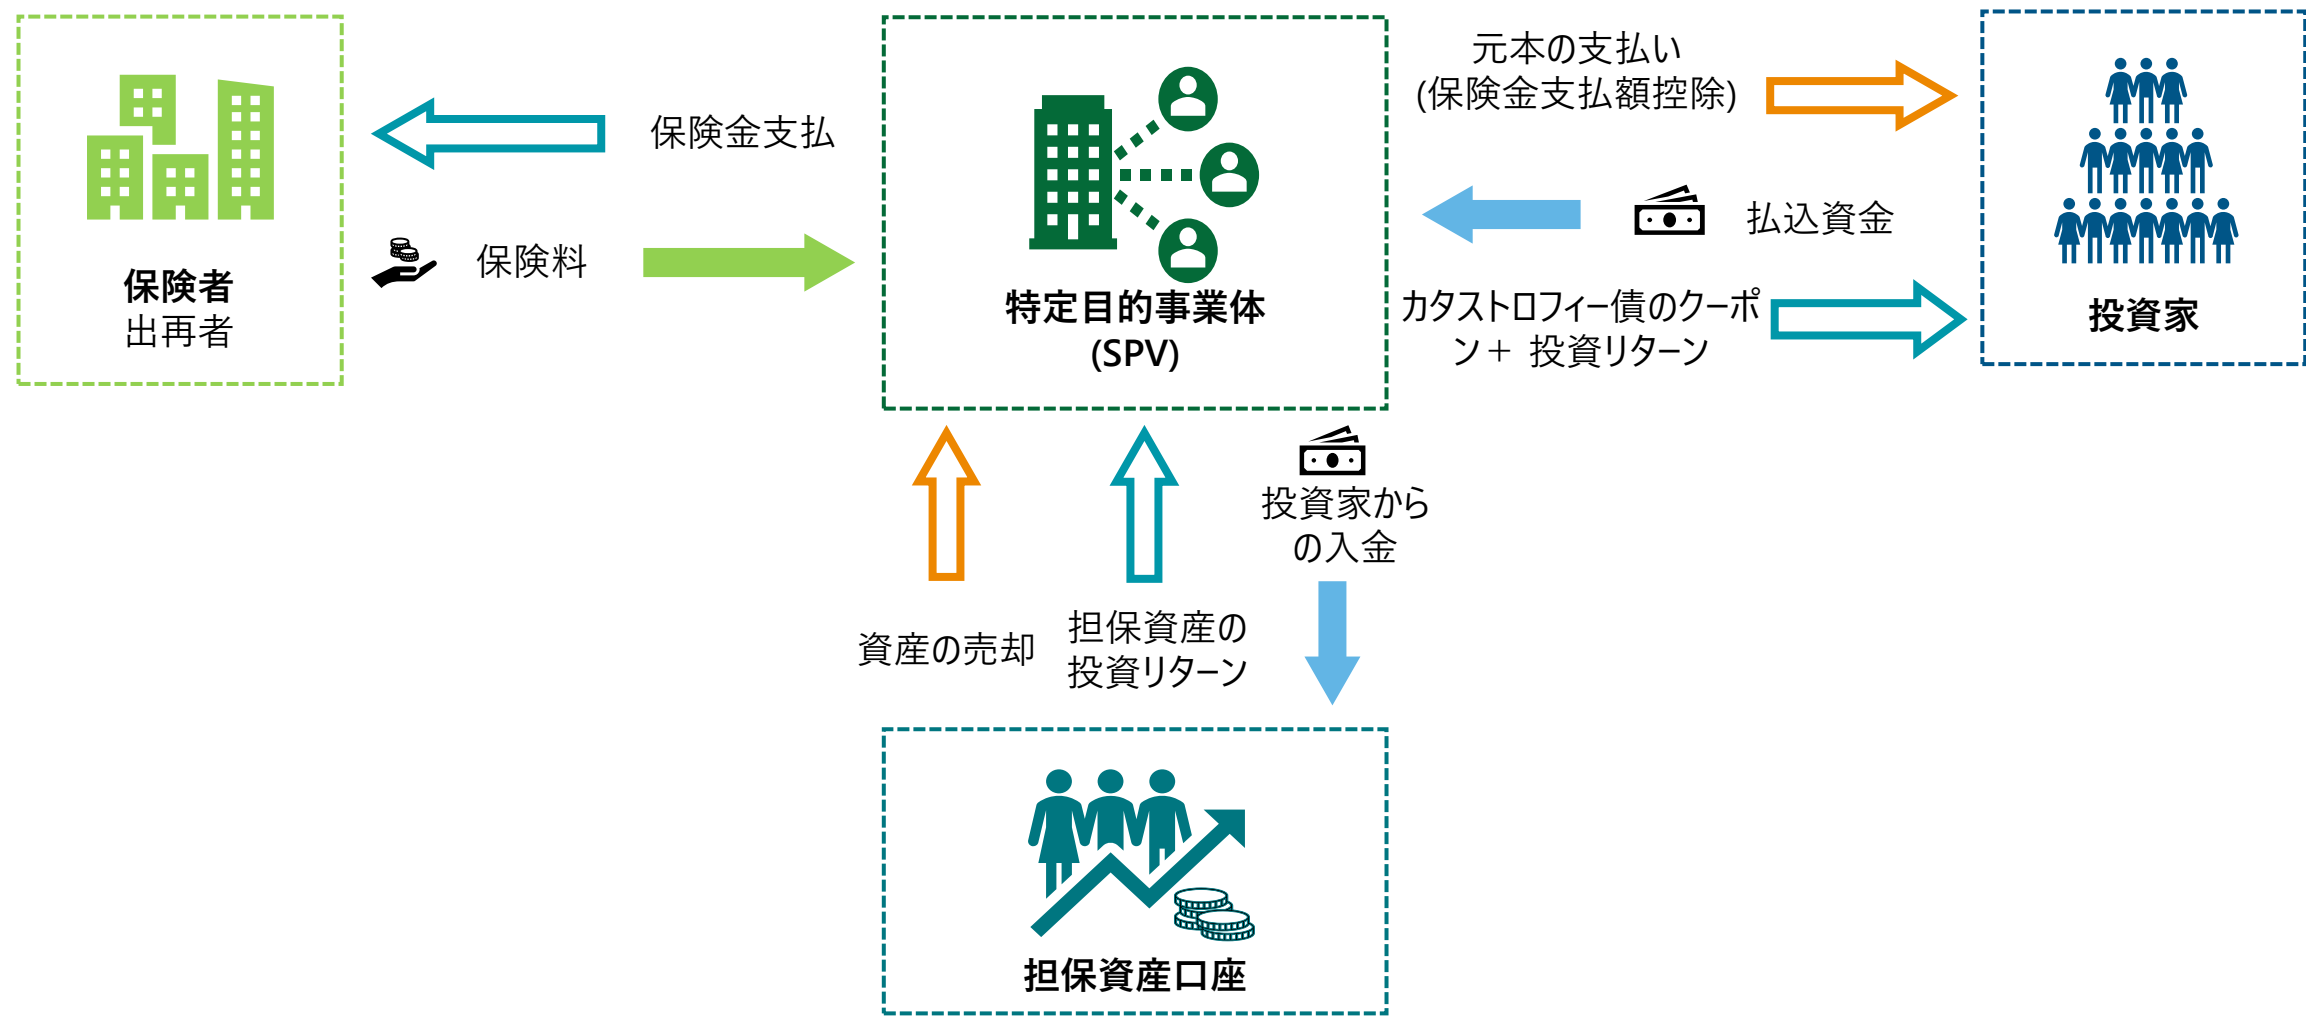 保険者
出再者
保険金支払
保険料
特定目的事業体
(SPV)
元本の支払い
(保険金支払額控除)
払込資金
カタストロフィー債のクーポ
ン＋ 投資リターン
投資家
資産の売却
担保資産の
投資リターン
投資家から
の入金
担保資産口座